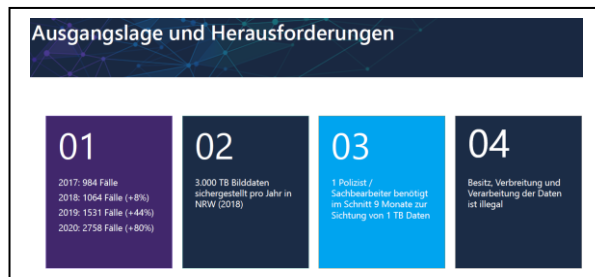 Ausgangslage und Herausforderungen
01
2017: 984 Fälle
2018: 1064 Fälle (+8%)
2019: 1531 Fälle (+44%)
2020: 2758 Fälle (+80%)
02
3.000 TB Bilddaten
sichergestellt pro Jahr in
NRW (2018)
03
1 Polizist /
Sachbearbeiter benötigt
im Schnitt 9 Monate zur
Sichtung von 1 TB Daten
04
Besitz, Verbreitung und
Verarbeitung der Daten
ist illegal